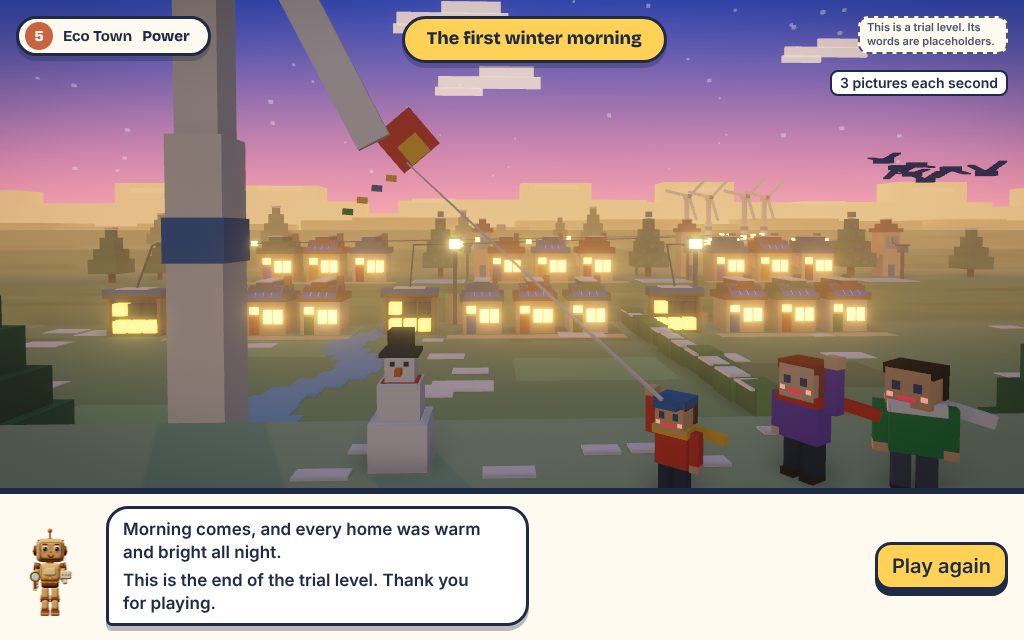 5 Eco Town Power
The first winter morning
This is a trial level. Its
words are placeholders.
3 pictures each second
Morning comes, and every home was warm
and bright all night.
This is the end of the trial level. Thank you
for playing.
Play again